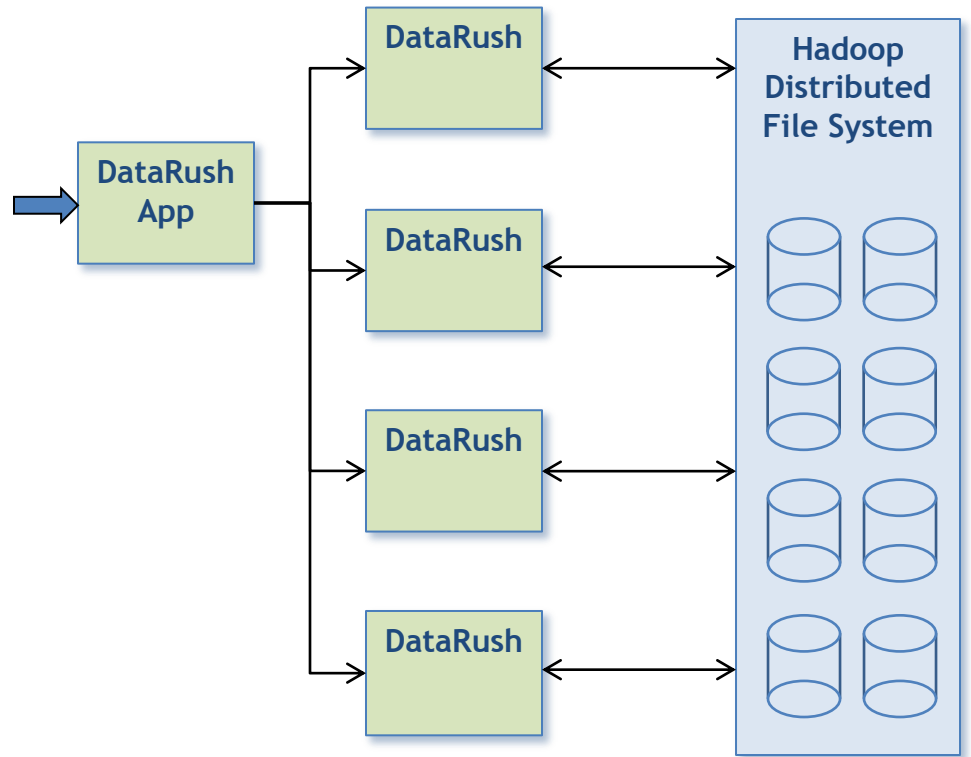 DataRush
App
DataRush
DataRush
DataRush
DataRush
Hadoop
Distributed
File System